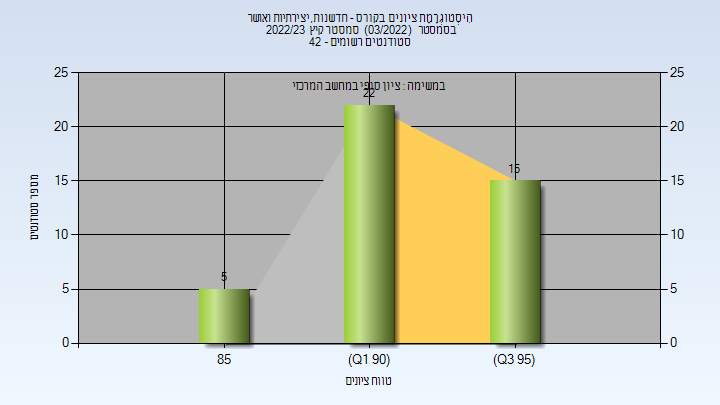 היסטוגרמת ציונים בקורס - חדשנות,יצירתיות ואושר
בסמסטר (03/2022) סמסטר קיץ 2022/23
סטודנטים רשומים - 42
במשימה : ציון סופי במחשב המרכזי
25 25
22
20 20
15
15 15
10 10
5
5 5
0 0
85 (Q1 90) (Q3 95)
מספר סטודנטים
טווח ציונים